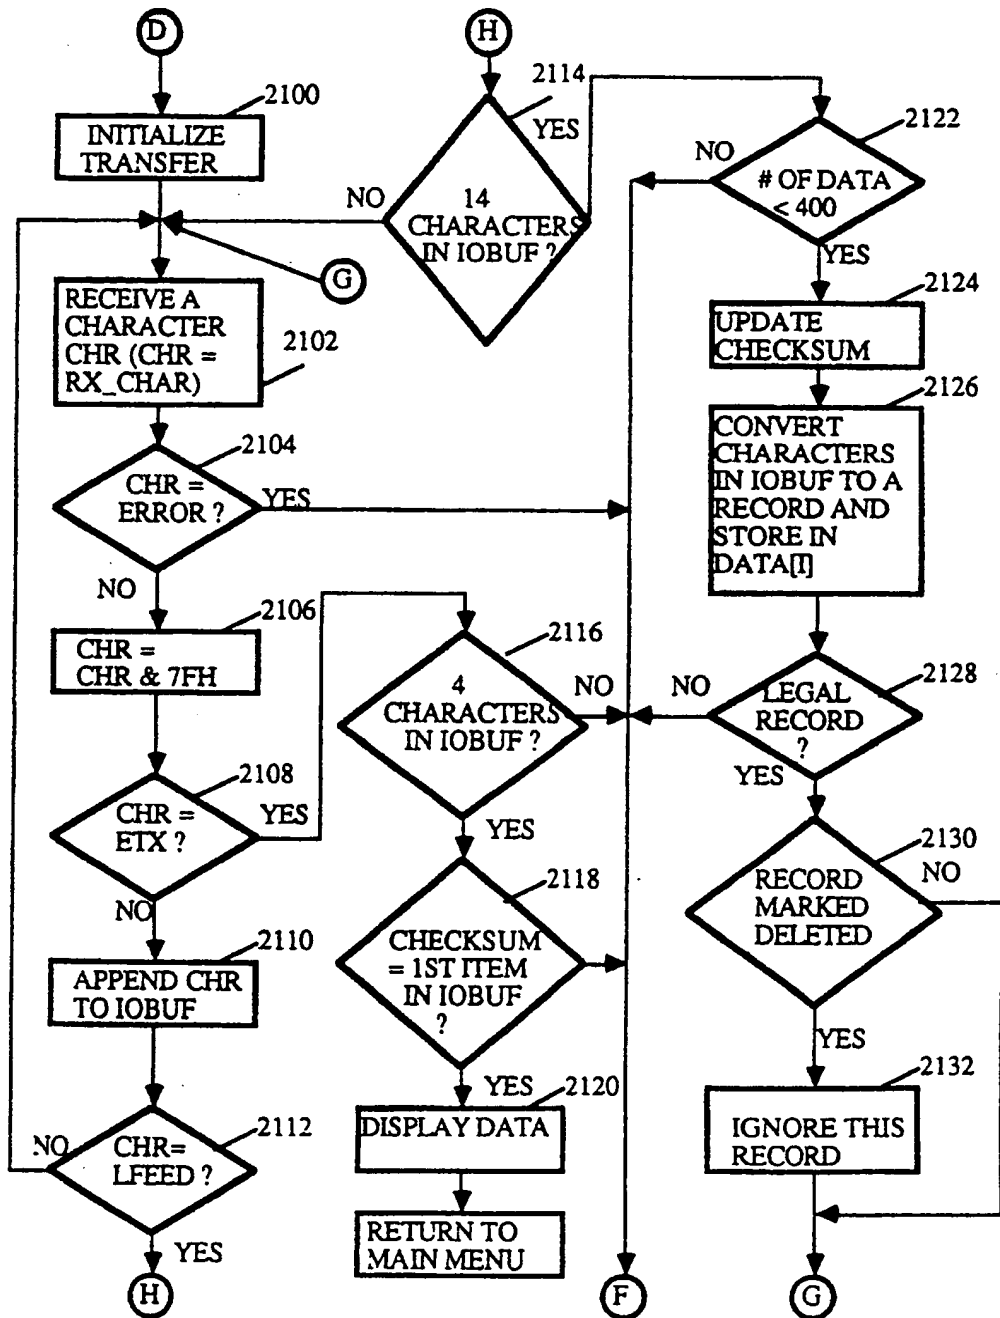 D
2100
INITIALIZE
TRANSFER
G
RECEIVE A
CHARACTER
CHR (CHR =
RX_CHAR)
2102
2104
CHR =
ERROR ?
YES
NO
2106
CHR =
CHR & 7FH
2108
CHR =
ETX ?
YES
NO
2110
APPEND CHR
TO IOBUF
2112
CHR=
LFEED ?
NO
YES
H
H
2114
YES
NO
14
CHARACTERS
IN IOBUF ?
2116
4
CHARACTERS
IN IOBUF ?
NO
YES
2118
CHECKSUM
= 1ST ITEM
IN IOBUF
?
YES
2120
DISPLAY DATA
RETURN TO
MAIN MENU
F
2122
NO
# OF DATA
< 400
YES
2124
UPDATE
CHECKSUM
2126
CONVERT
CHARACTERS
IN IOBUF TO A
RECORD AND
STORE IN
DATA[I]
2128
NO
LEGAL
RECORD
?
YES
2130
NO
RECORD
MARKED
DELETED
YES
2132
IGNORE THIS
RECORD
G